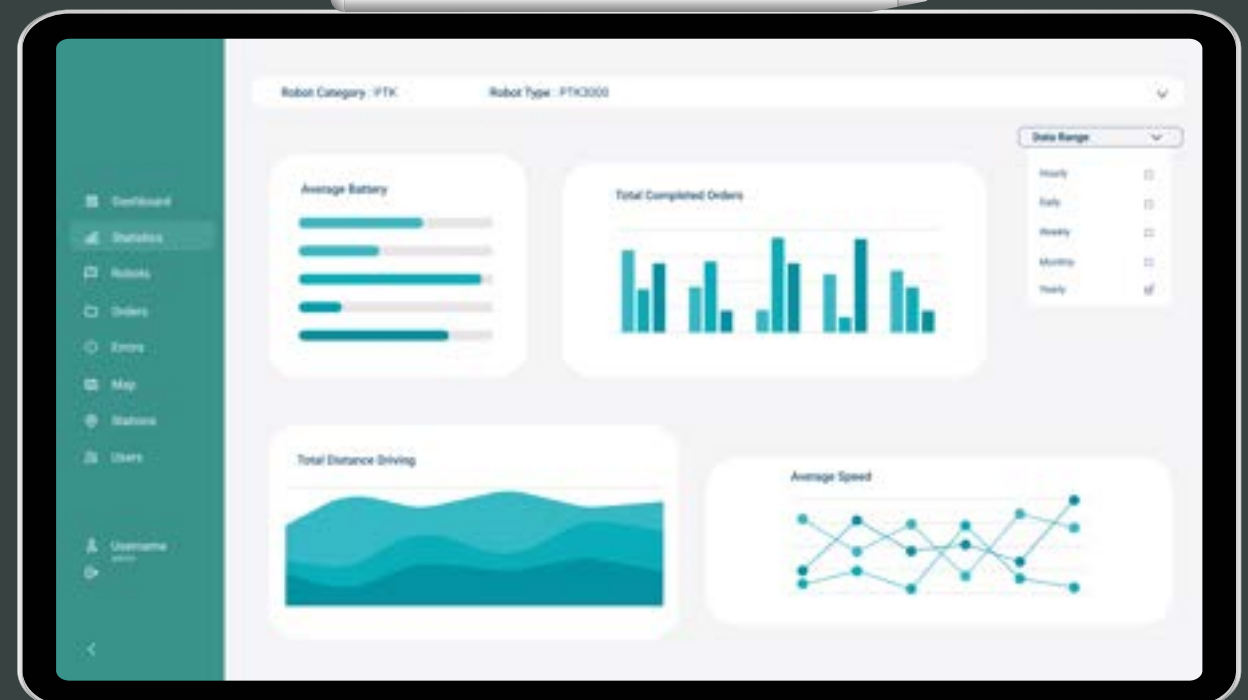 Robot Category : PTK
Robot Type : PTK3000
Data Range
Hourly
Daily
Weekly
Monthly
Yearly
Dashboard
Statistics
Robots
Orders
Errors
Map
Stations
Users
Username
Average Battery
Total Completed Orders
Total Distance Driving
Average Speed